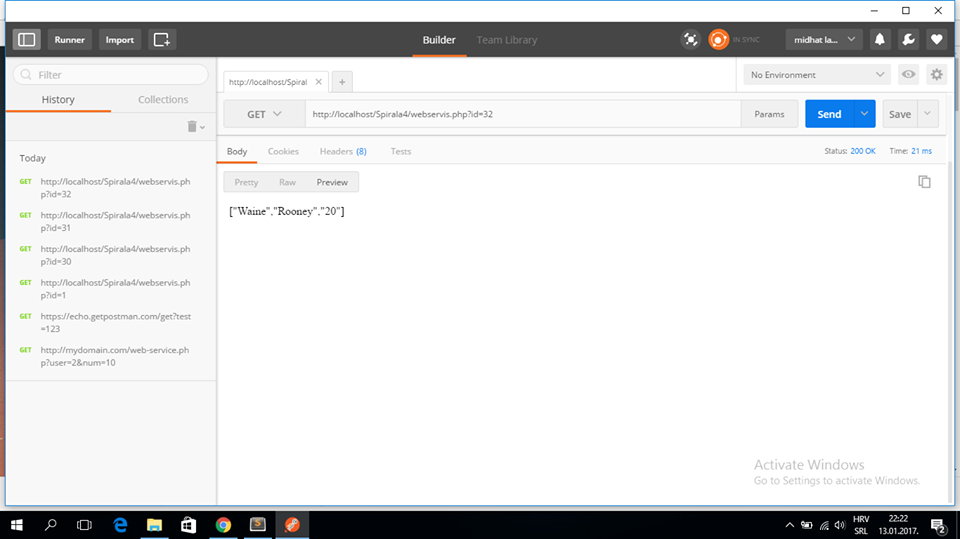 Runner
Import
Builder
Team Library
IN SYNC
midhat la...
Filter
History
Collections
Today
GET http://localhost/Spirala4/webservis.ph
p?id=32
GET http://localhost/Spirala4/webservis.ph
p?id=31
GET http://localhost/Spirala4/webservis.ph
p?id=30
GET http://localhost/Spirala4/webservis.ph
p?id=1
GET https://echo.getpostman.com/get?test
=123
GET http://mydomain.com/web-service.ph
p?user=2&num=10
http://localhost/Spiral
No Environment
GET
http://localhost/Spirala4/webservis.php?id=32
Params
Send
Save
Body
Cookies
Headers (8)
Tests
Status: 200 OK
Time: 21 ms
Pretty
Raw
Preview
["Waine","Rooney","20"]
Activate Windows
Go to Settings to activate Windows.
HRV
SRL
22:22
13.01.2017.
2